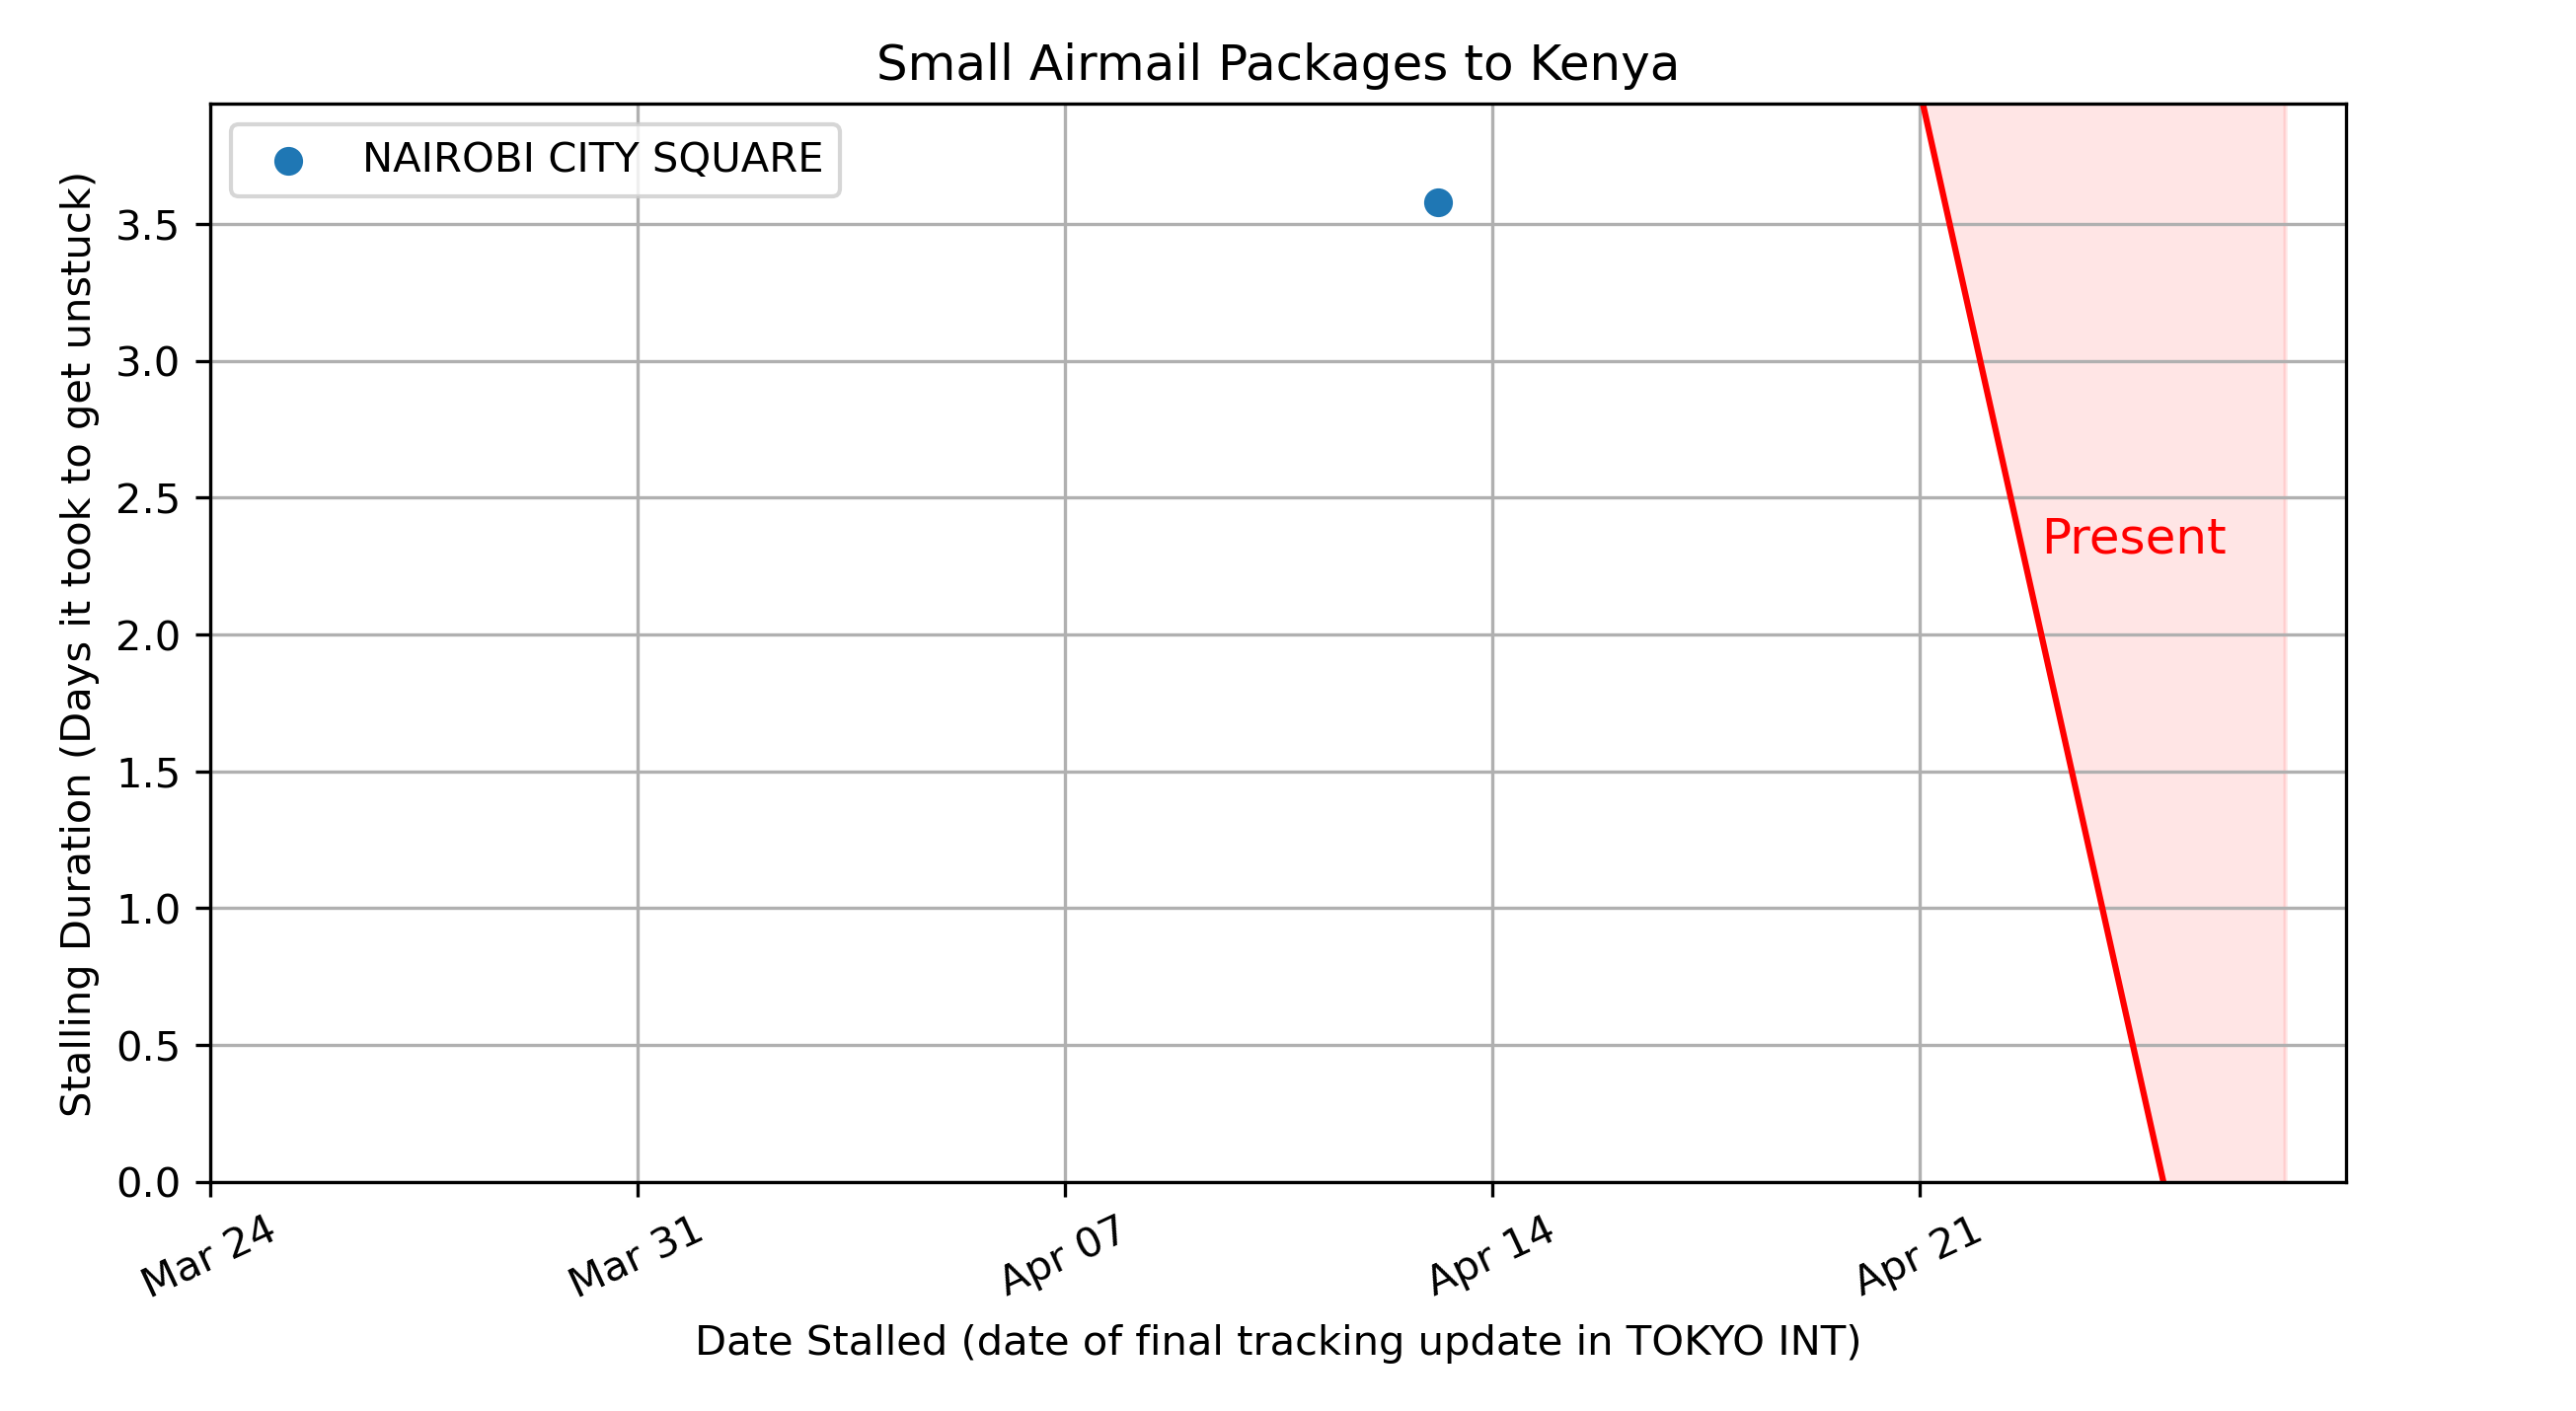 Small Airmail Packages to Kenya
NAIROBI CITY SQUARE
Stalling Duration (Days it took to get unstuck)
3.5
3.0
2.5
2.0
1.5
1.0
0.5
0.0
Present
Mar 24
Mar 31
Apr 07
Apr 14
Apr 21
Date Stalled (date of final tracking update in TOKYO INT)